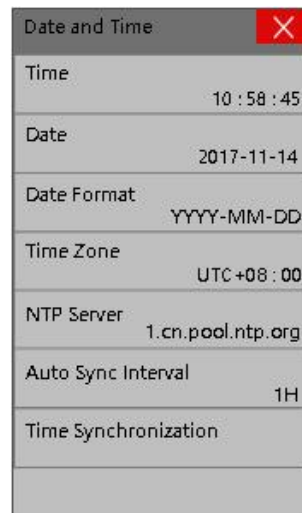 Date and Time
Time
10 : 58 : 45
Date
2017-11-14
Date Format
YYYY-MM-DD
Time Zone
UTC+08 : 00
NTP Server
1.cn.pool.ntp.org
Auto Sync Interval
1H
Time Synchronization